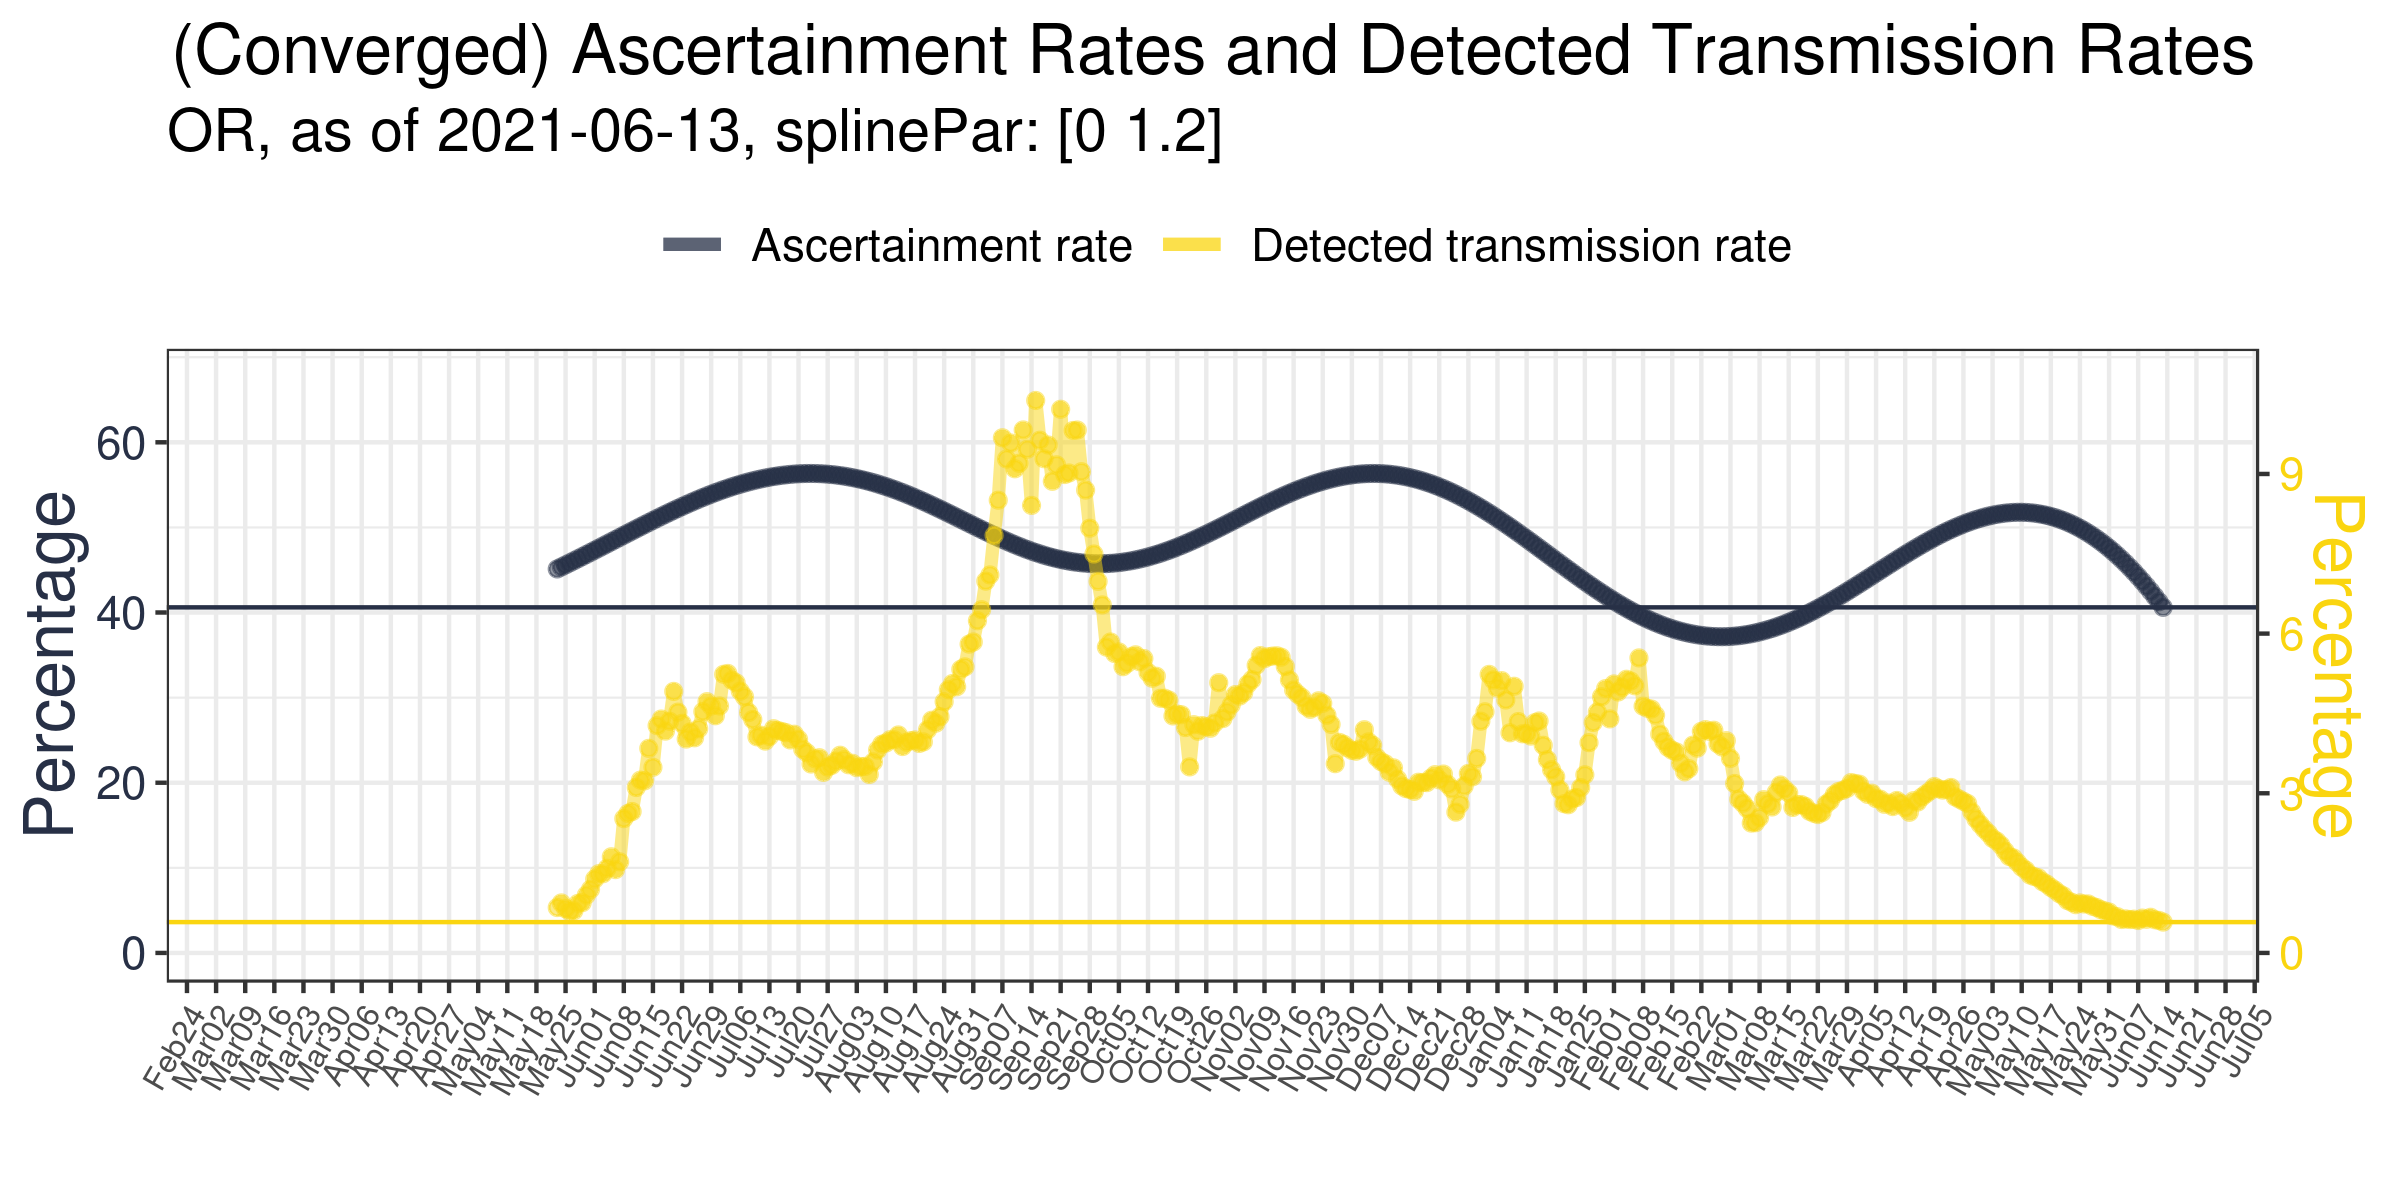 (Converged) Ascertainment Rates and Detected Transmission Rates
OR, as of 2021-06-13, splinePar: [0 1.2]
Ascertainment rate
Detected transmission rate
Percentage
60
40
20
0
9
6
3
0
Percentage
Feb24
Mar02
Mar09
Mar16
Mar23
Mar30
Apr06
Apr13
Apr20
Apr27
May04
May11
May18
May25
Jun01
Jun08
Jun15
Jun22
Jun29
Jul06
Jul13
Jul20
Jul27
Aug03
Aug10
Aug17
Aug24
Aug31
Sep07
Sep14
Sep21
Sep28
Oct05
Oct12
Oct19
Oct26
Nov02
Nov09
Nov16
Nov23
Nov30
Dec07
Dec14
Dec21
Dec28
Jan04
Jan11
Jan18
Jan25
Feb01
Feb08
Feb15
Feb22
Mar01
Mar08
Mar15
Mar22
Mar29
Apr05
Apr12
Apr19
Apr26
May03
May10
May17
May24
May31
Jun07
Jun14
Jun21
Jun28
Jul05